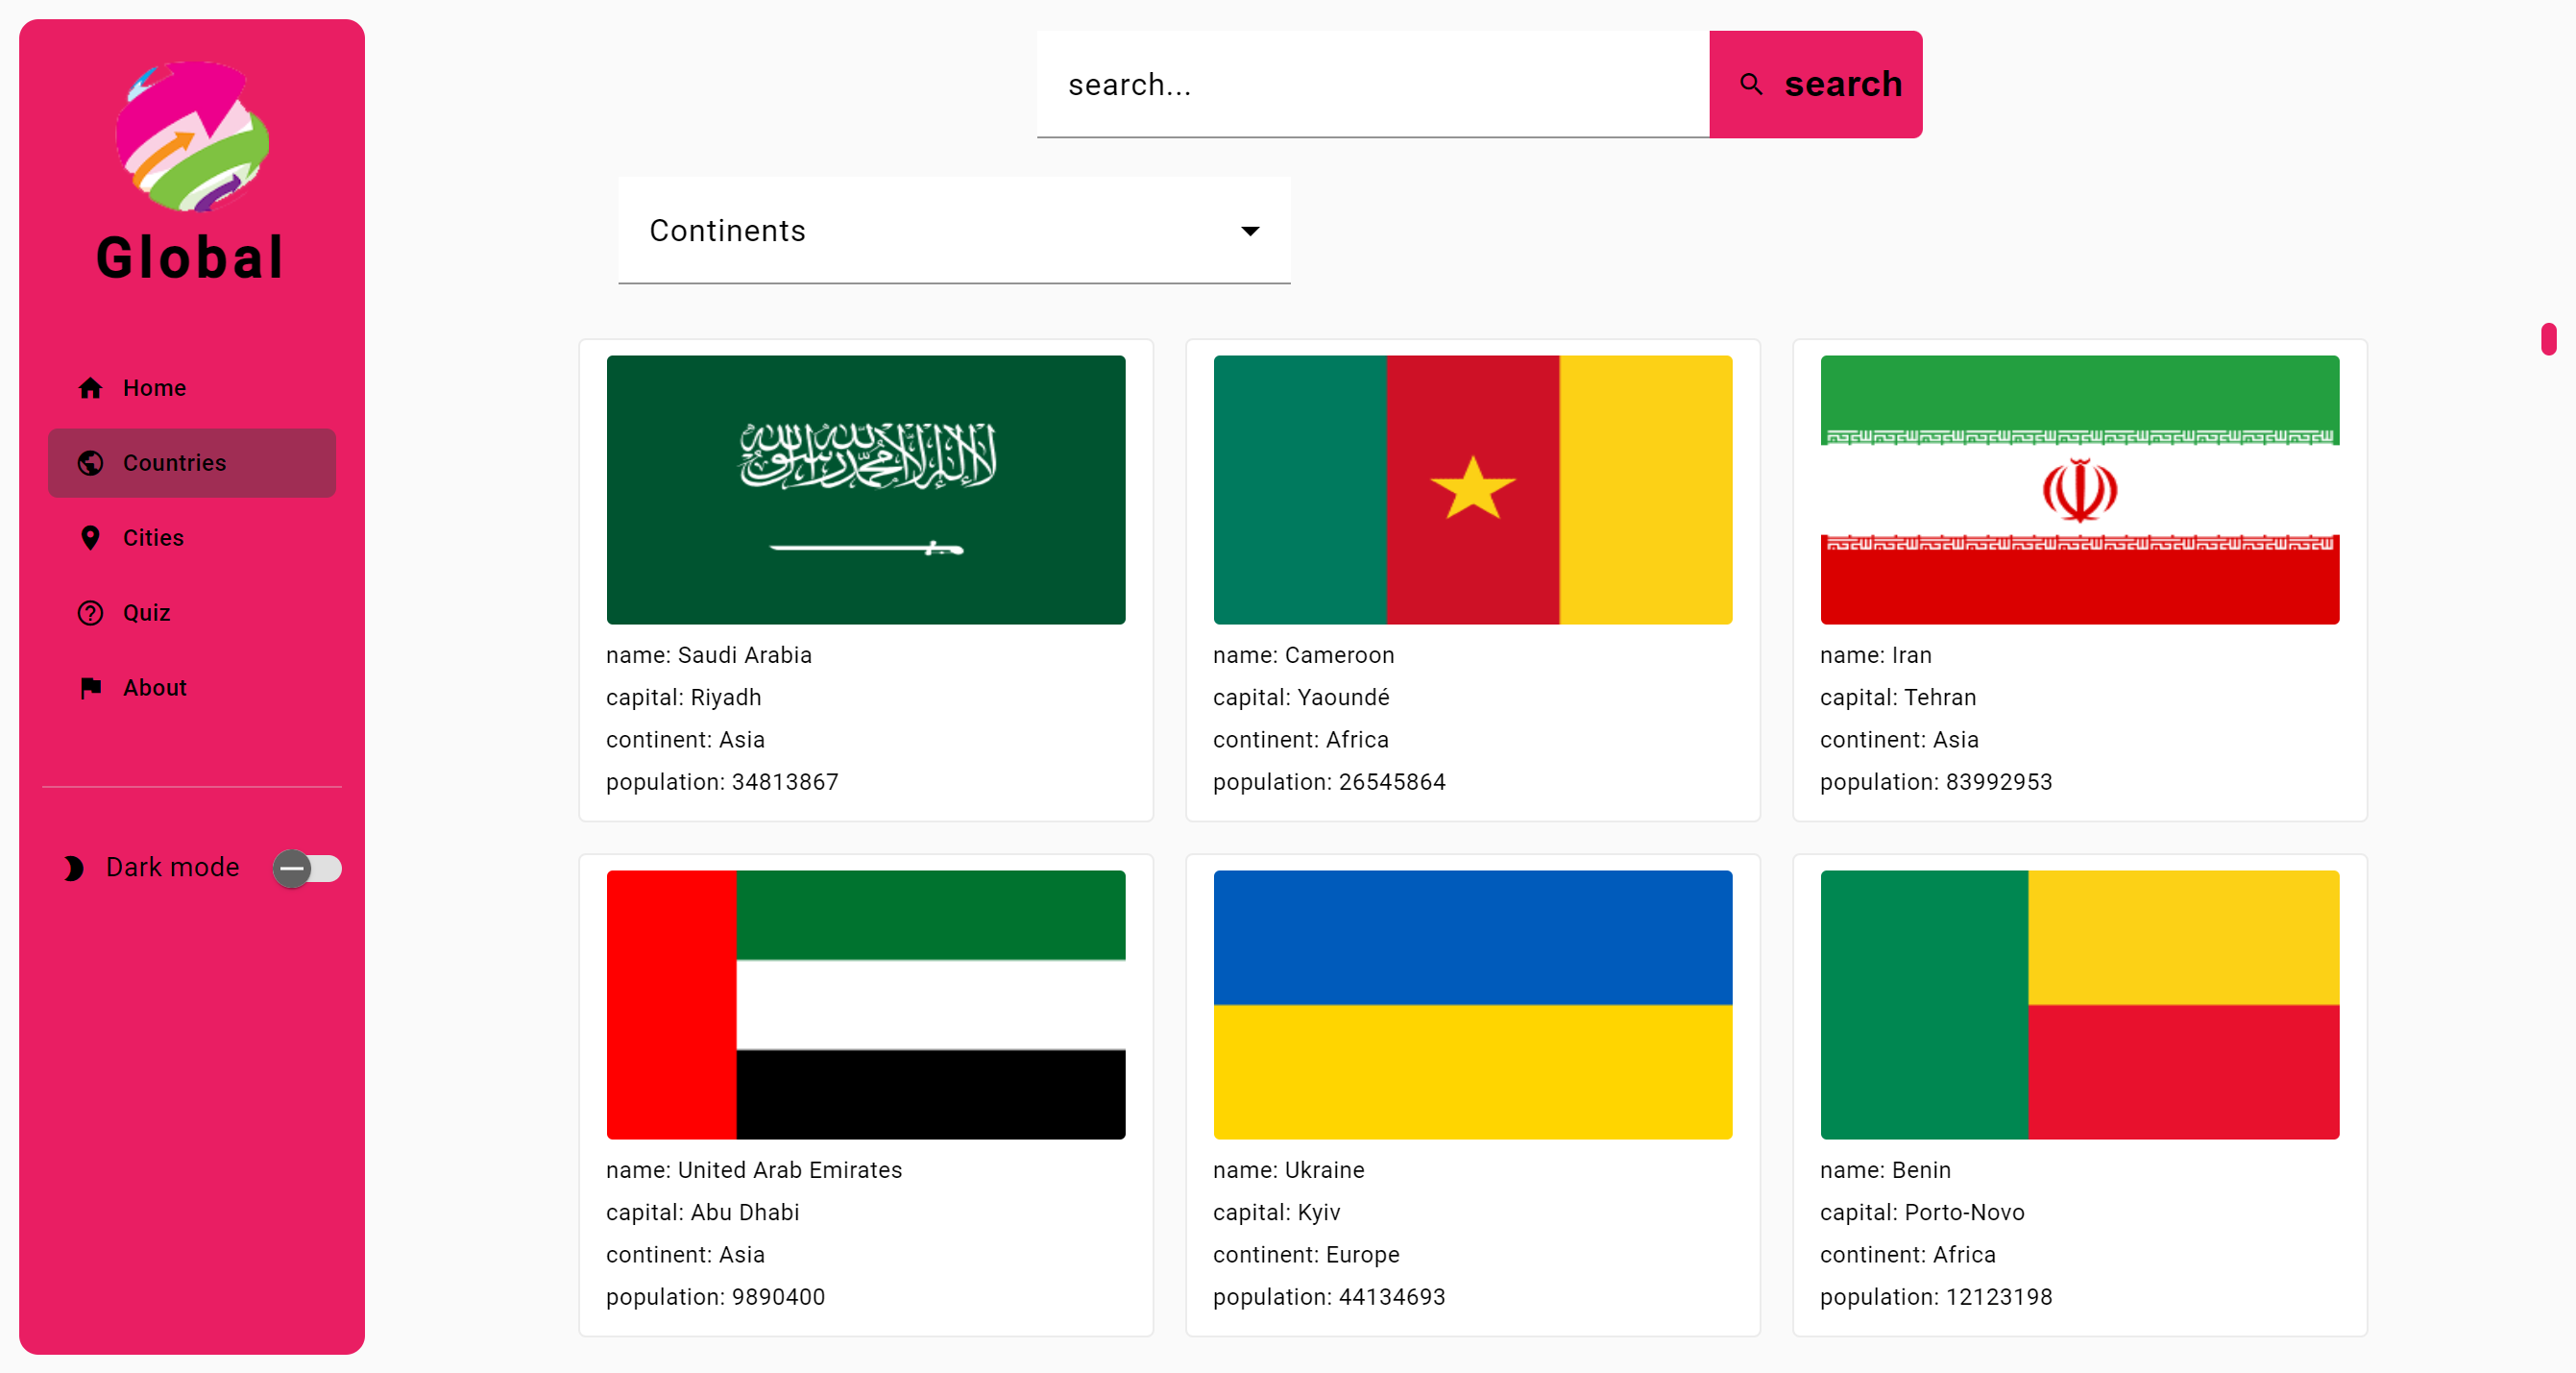 Global
Home
Countries
Cities
Quiz
About
Dark mode
search...
search
Continents
لا إله إلا الله محمد رسول الله
name: Saudi Arabia
capital: Riyadh
continent: Asia
population: 34813867
name: Cameroon
capital: Yaoundé
continent: Africa
population: 26545864
name: Iran
capital: Tehran
continent: Asia
population: 83992953
name: United Arab Emirates
capital: Abu Dhabi
continent: Asia
population: 9890400
name: Ukraine
capital: Kyiv
continent: Europe
population: 44134693
name: Benin
capital: Porto-Novo
continent: Africa
population: 12123198